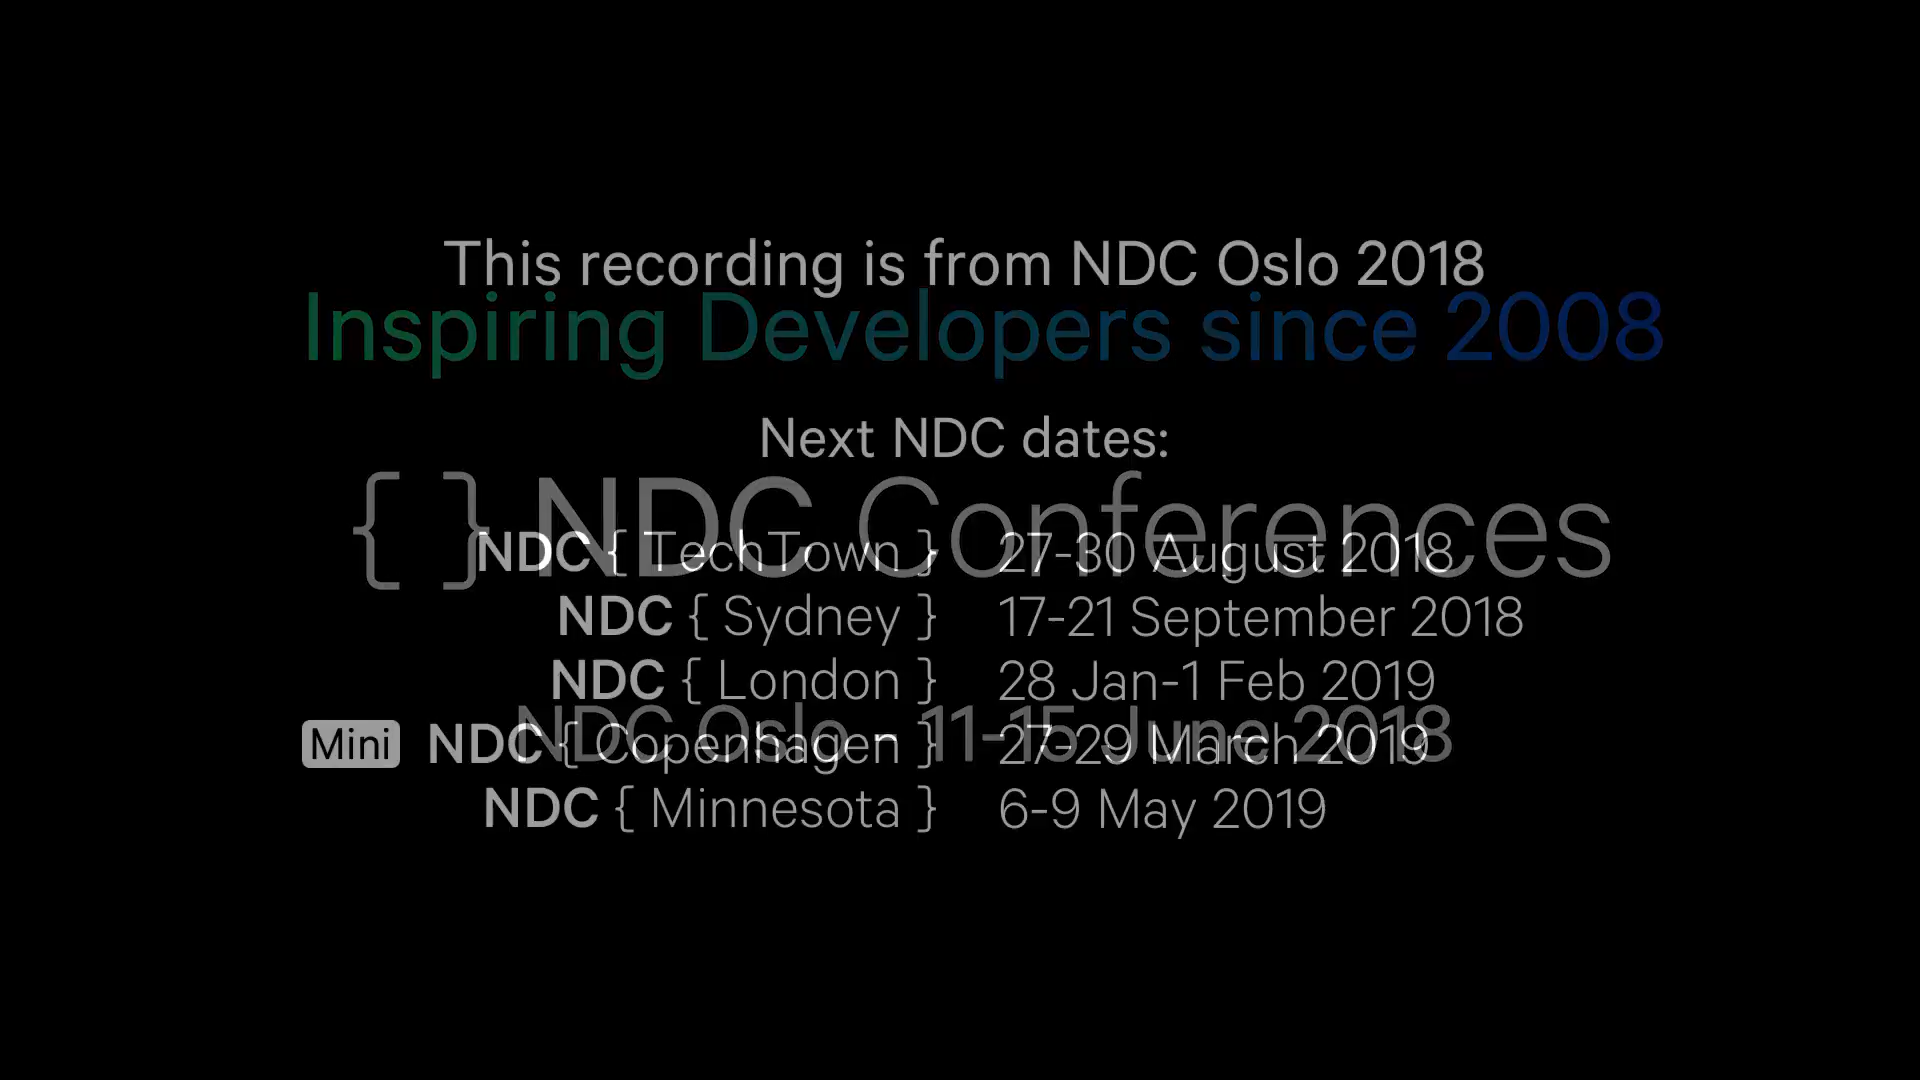 This recording is from NDC Oslo 2018
Inspiring Developers since 2008
Next NDC dates:
{ } NDC Conferences
NDC { TechTown } 27-30 August 2018
NDC { Sydney } 17-21 September 2018
NDC { London } 28 Jan-1 Feb 2019
NDC Oslo - 11-15 June 2018
Mini NDC { Copenhagen } 27-29 March 2019
NDC { Minnesota } 6-9 May 2019